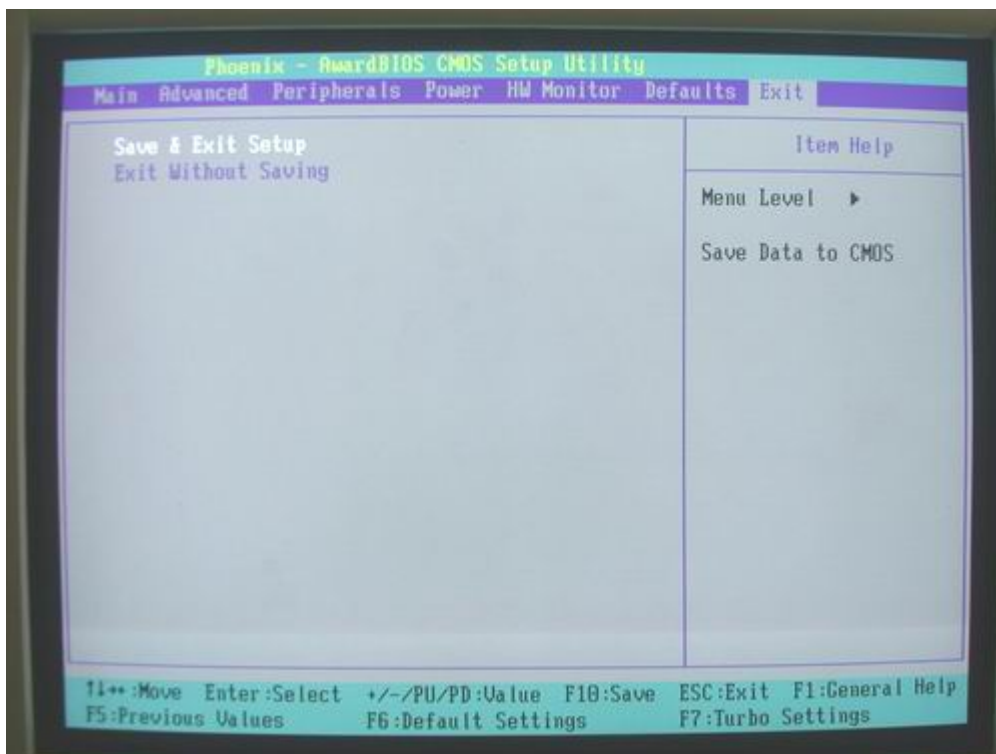 Phoenix - AwardBIOS CMOS Setup Utility
Main Advanced Peripherals Power HW Monitor Defaults Exit
Save & Exit Setup
Exit Without Saving
Item Help
Menu Level ▶
Save Data to CMOS
↑↓→← :Move Enter:Select +/-/PU/PD:Value F10:Save ESC:Exit F1:General Help
F5:Previous Values F6:Default Settings F7:Turbo Settings